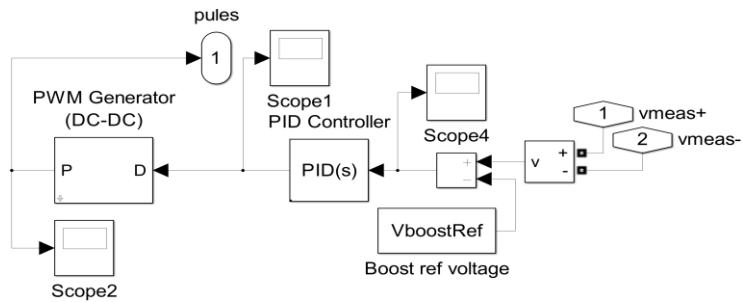 pules
1
PWM Generator
(DC-DC)
P
D
Scope2
Scope1
PID Controller
PID(s)
Scope4
+
−
VboostRef
Boost ref voltage
v
+
-
1
vmeas+
2
vmeas-